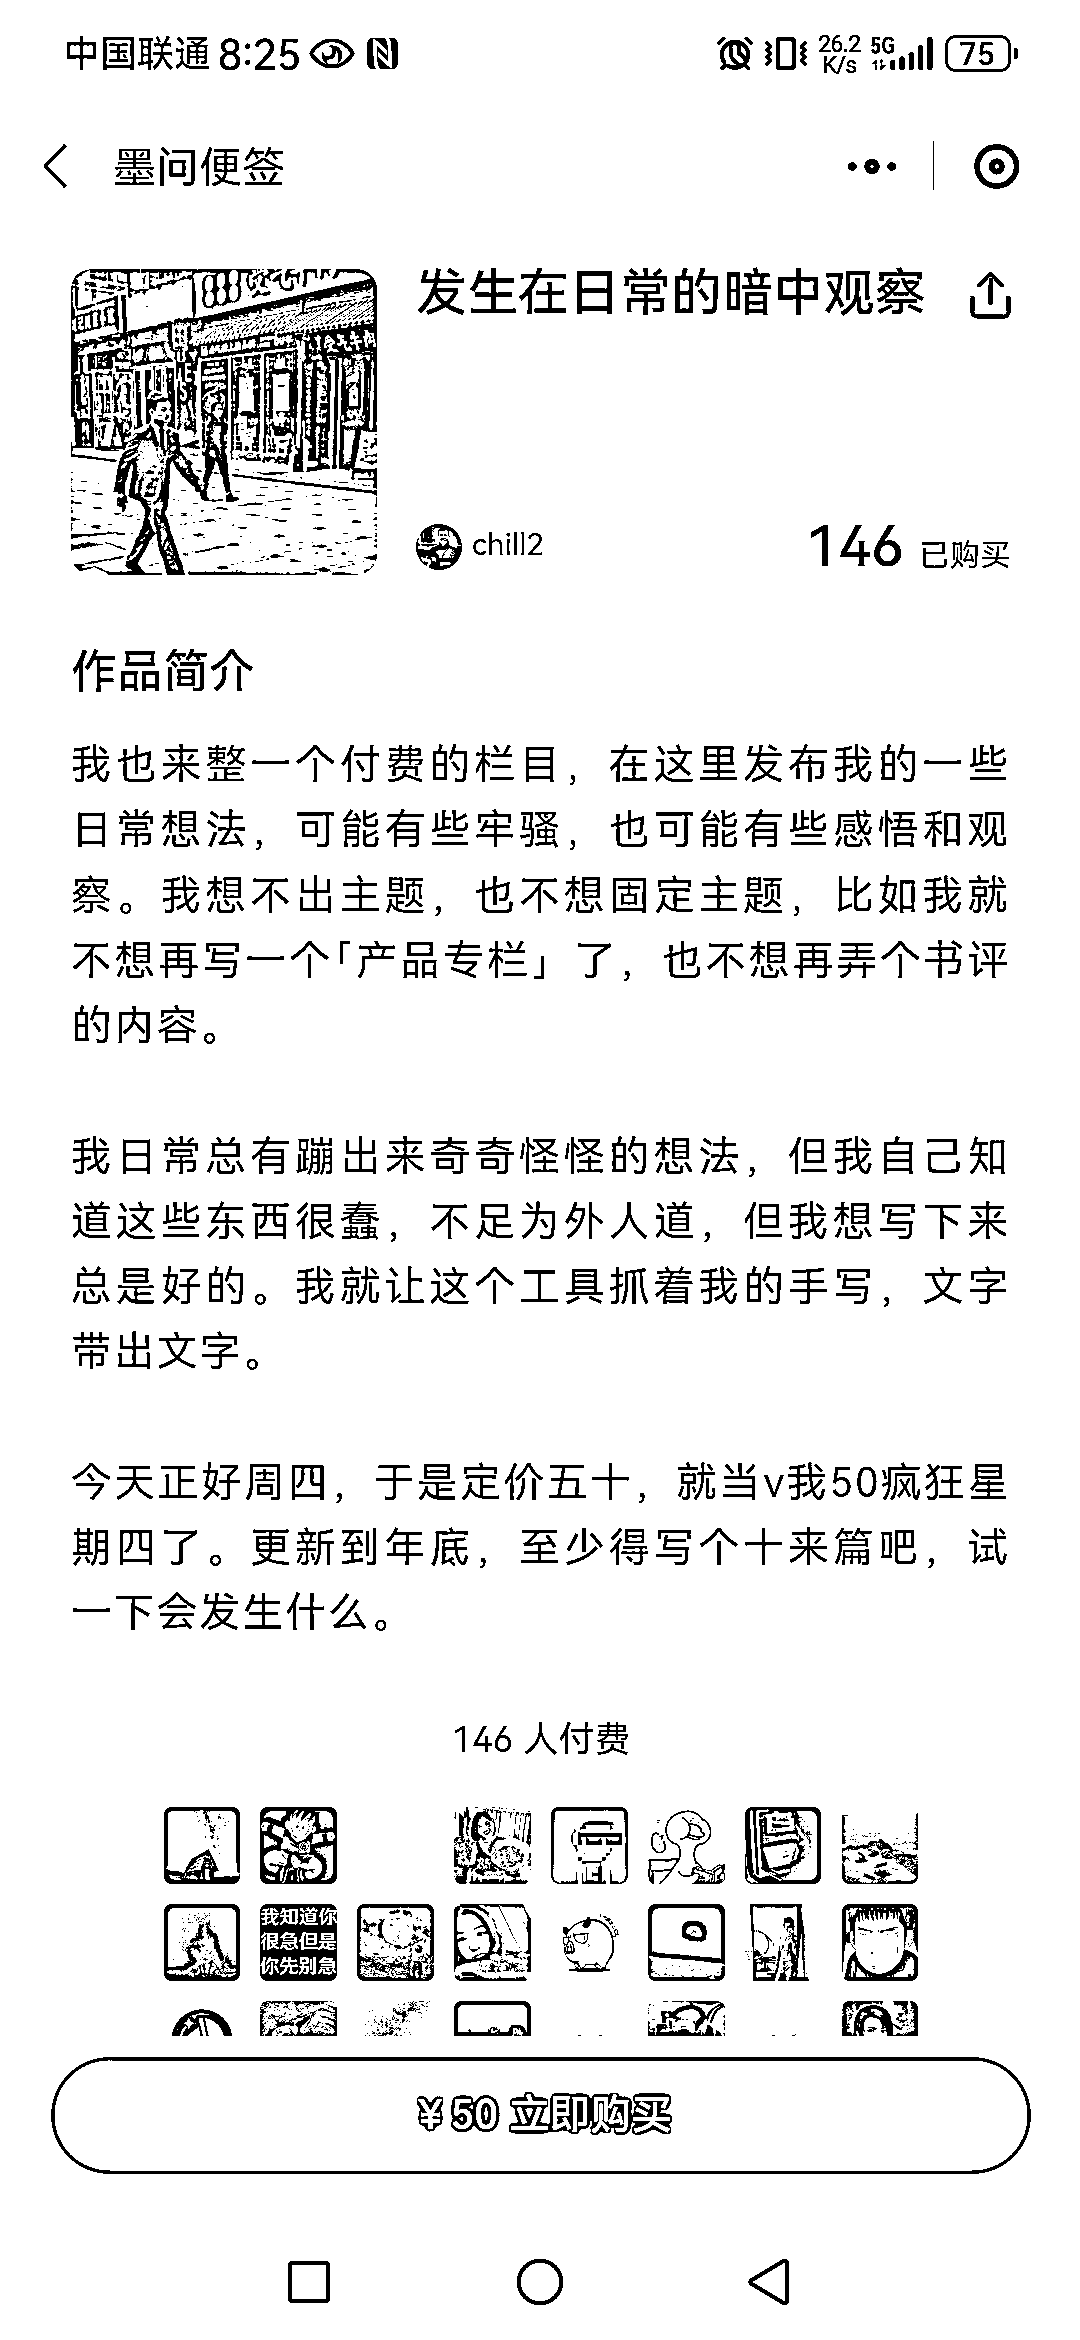 中国联通 8:25
26.2 K/s 5G 75
墨问便签
发生在日常的暗中观察
chill2
146 已购买
作品简介
我也来整一个付费的栏目，在这里发布我的一些
日常想法，可能有些牢骚，也可能有些感悟和观
察。我想不出主题，也不想固定主题，比如我就
不想再写一个「产品专栏」了，也不想再弄个书评
的内容。
我日常总有蹦出来奇奇怪怪的想法，但我自己知
道这些东西很蠢，不足为外人道，但我想写下来
总是好的。我就让这个工具抓着我的手写，文字
带出文字。
今天正好周四，于是定价五十，就当v我50疯狂星
期四了。更新到年底，至少得写个十来篇吧，试
一下会发生什么。
146 人付费
我知道你
很急但是
你先别急
¥50 立即购买